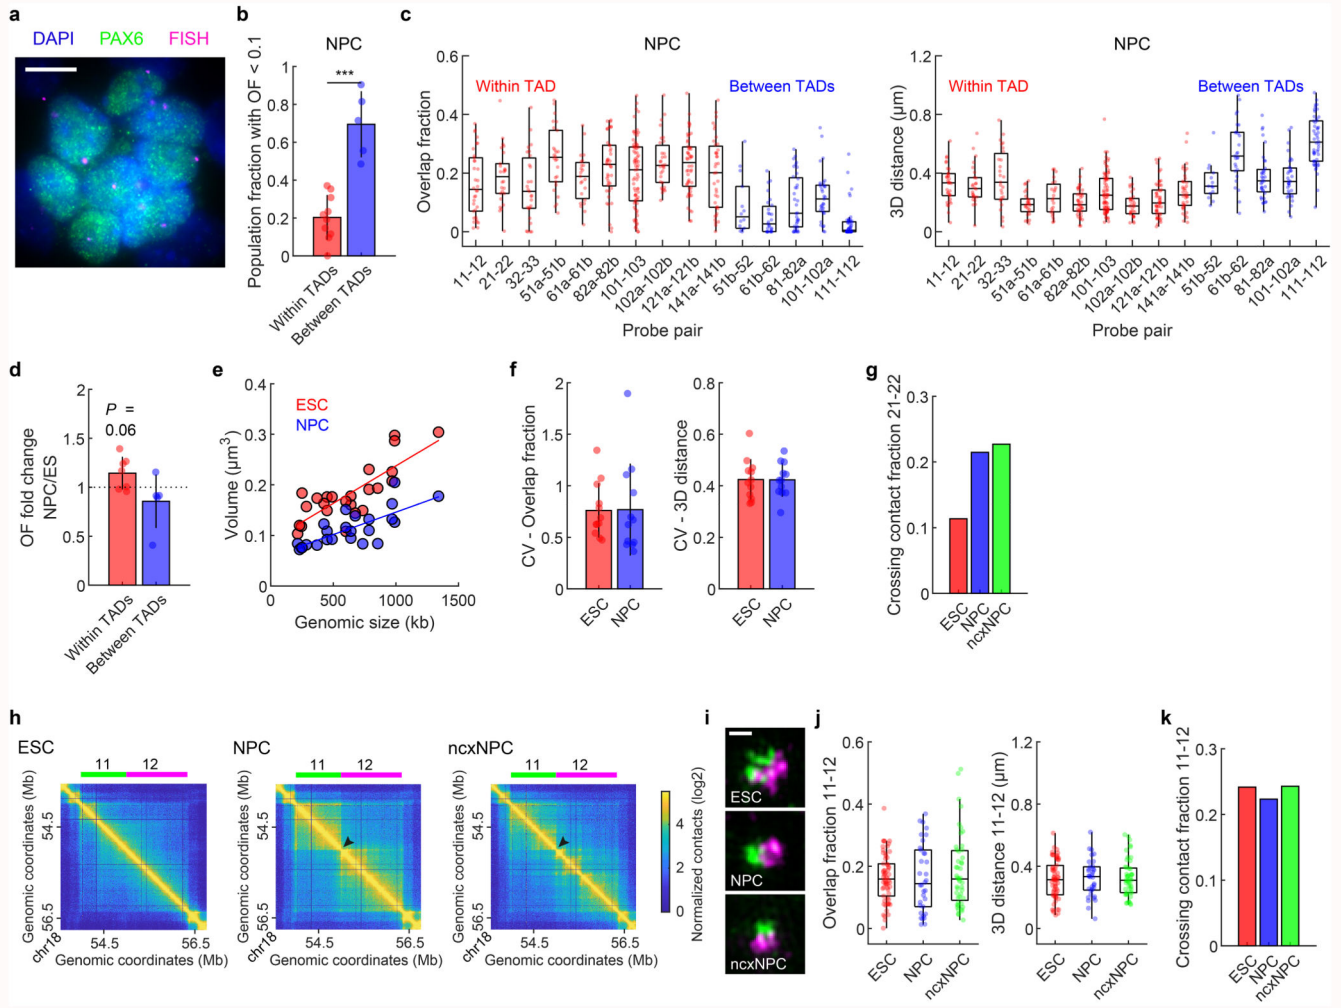 a
DAPI PAX6 FISH
b
NPC
***
Population fraction with OF < 0.1
1
0.8
0.6
0.4
0.2
0
Within TADs
Between TADs
c
NPC
Within TAD
Between TADs
Overlap fraction
0.6
0.4
0.2
0
11-12
21-22
32-33
51a-51b
61a-61b
82a-82b
101-103
102a-102b
121a-121b
141a-141b
51b-52
61b-62
81-82a
101-102a
111-112
Probe pair
NPC
Within TAD
Between TADs
3D distance (µm)
1.2
0.8
0.4
0
11-12
21-22
32-33
51a-51b
61a-61b
82a-82b
101-103
102a-102b
121a-121b
141a-141b
51b-52
61b-62
81-82a
101-102a
111-112
Probe pair
d
OF fold change
NPC/ES
2
1.5
1
0.5
0
P =
0.06
Within TADs
Between TADs
e
ESC
NPC
Volume (µm3)
0.4
0.3
0.2
0.1
0
0 500 1000 1500
Genomic size (kb)
f
CV - Overlap fraction
2
1.5
1
0.5
0
ESC
NPC
CV - 3D distance
0.8
0.6
0.4
0.2
0
ESC
NPC
g
Crossing contact fraction 21-22
0.3
0.2
0.1
0
ESC
NPC
ncxNPC
h
ESC
11 12
Genomic coordinates (Mb)
54.5
56.5
chr18
54.5 56.5
Genomic coordinates (Mb)
NPC
11 12
Genomic coordinates (Mb)
54.5
56.5
chr18
54.5 56.5
Genomic coordinates (Mb)
ncxNPC
11 12
Genomic coordinates (Mb)
54.5
56.5
chr18
54.5 56.5
Genomic coordinates (Mb)
4
2
0
Normalized contacts (log2)
i
ESC
NPC
ncxNPC
j
Overlap fraction 11-12
0.6
0.4
0.2
0
ESC
NPC
ncxNPC
3D distance 11-12 (µm)
1.2
0.8
0.4
0
ESC
NPC
ncxNPC
k
Crossing contact fraction 11-12
0.3
0.2
0.1
0
ESC
NPC
ncxNPC